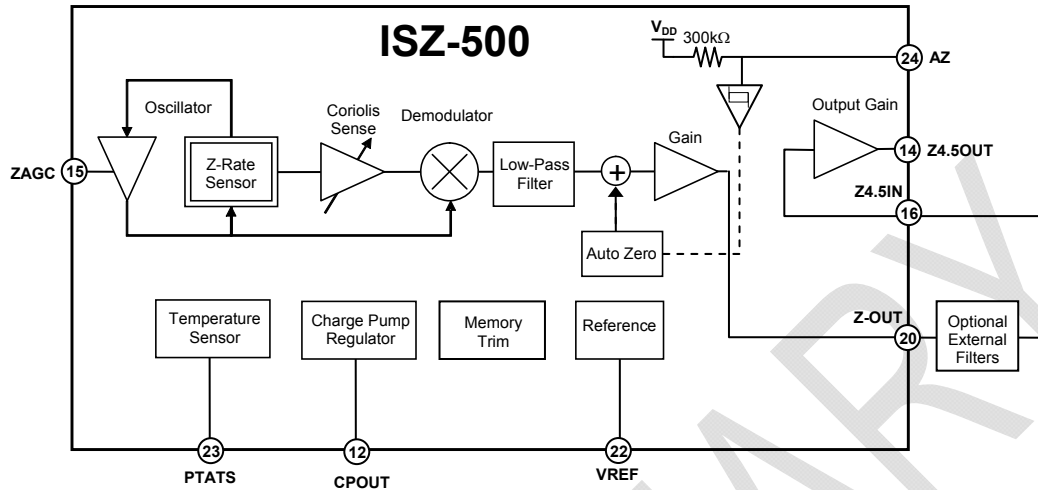 ISZ-500
VDD
300kΩ
24
AZ
Oscillator
Coriolis
Sense
Demodulator
Gain
Output Gain
ZAGC
15
Z-Rate
Sensor
Low-Pass
Filter
+
14
Z4.5OUT
Z4.5IN
16
Auto Zero
Temperature
Sensor
Charge Pump
Regulator
Memory
Trim
Reference
Z-OUT
20
Optional
External
Filters
23
PTATS
12
CPOUT
22
VREF